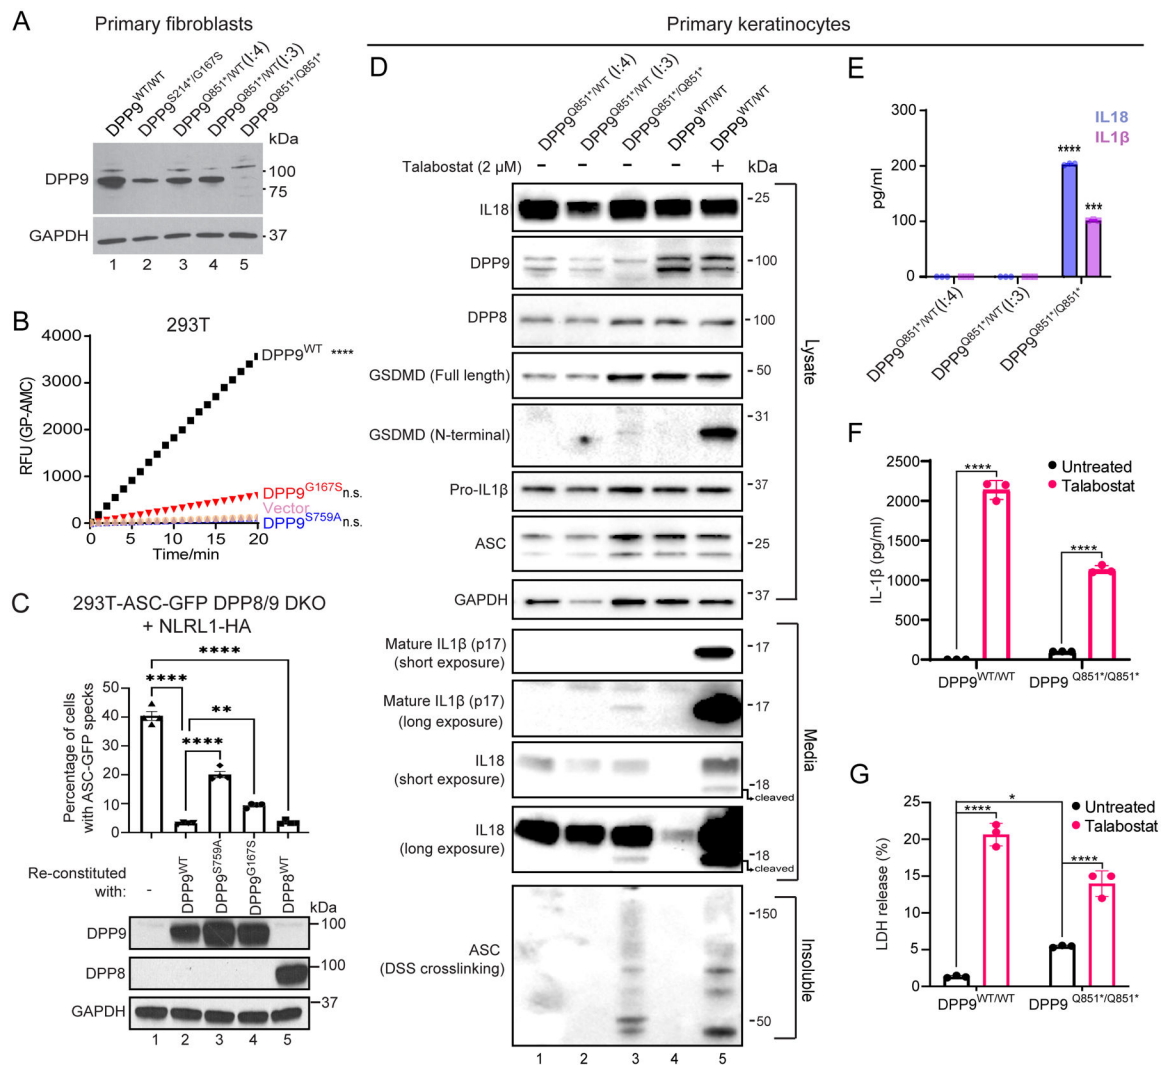 A
Primary fibroblasts
DPP9WT/WT
DPP9S214*/G167S
DPP9Q851*/WT (I:4)
DPP9Q851*/WT(I:3)
DPP9Q851*/Q851*
kDa
DPP9
100
75
GAPDH
37
1 2 3 4 5
B
293T
RFU (GP-AMC)
4000
3000
2000
1000
0
0 5 10 15 20
Time/min
DPP9WT ****
DPP9G167S n.s.
Vector
DPP9S759A n.s.
C
293T-ASC-GFP DPP8/9 DKO
+ NLRL1-HA
****
****
**
****
Percentage of cells
with ASC-GFP specks
50
40
30
20
10
0
Re-constituted
with:
-
DPP9WT
DPP9S759A
DPP9G167S
DPP8WT
kDa
DPP9
100
DPP8
100
37
GAPDH
1 2 3 4 5
Primary keratinocytes
D
DPP9Q851*/WT (I:4)
DPP9Q851*/WT (I:3)
DPP9Q851*/Q851*
DPP9WT/WT
DPP9WT/WT
Talabostat (2 µM) - - - - + kDa
IL18
25
DPP9
100
DPP8
100
GSDMD (Full length)
50
GSDMD (N-terminal)
31
Pro-IL1β
37
ASC
25
GAPDH
37
Lysate
Mature IL1β (p17)
(short exposure)
17
Mature IL1β (p17)
(long exposure)
17
IL18
(short exposure)
18
cleaved
IL18
(long exposure)
18
cleaved
Media
ASC
(DSS crosslinking)
150
50
Insoluble
1 2 3 4 5
E
IL18
IL1β
pg/ml
300
200
100
0
****
***
DPP9Q851*/WT (I:4)
DPP9Q851*/WT (I:3)
DPP9Q851*/Q851*
F
Untreated
Talabostat
IL-1β (pg/ml)
2500
2000
1500
1000
500
0
****
****
DPP9WT/WT
DPP9 Q851*/Q851*
G
Untreated
Talabostat
LDH release (%)
25
20
15
10
5
0
*
****
****
DPP9WT/WT
DPP9 Q851*/Q851*